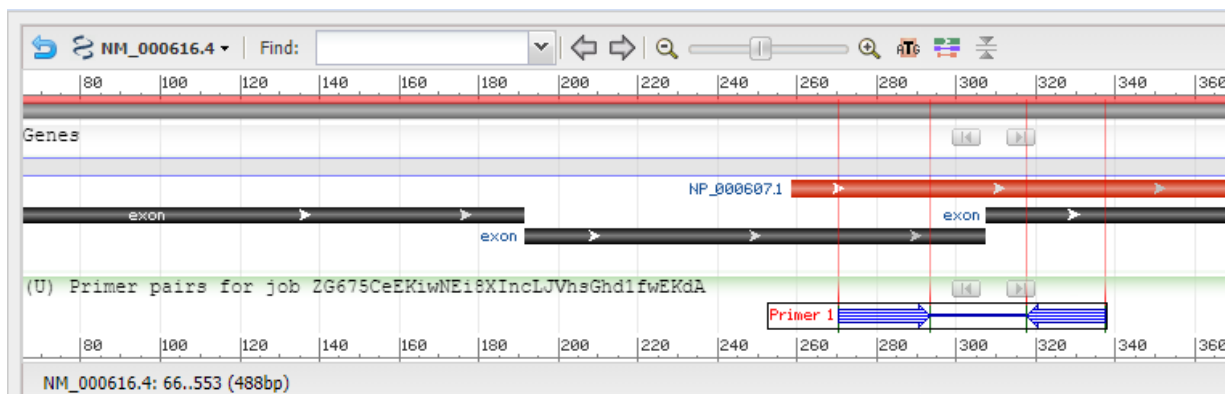 NM_000616.4 Find:
80 100 120 140 160 180 200 220 240 260 280 300 320 340 360
Genes
NP_000607.1
exon exon
exon
(U) Primer pairs for job ZG675CeEKiwNEi8XIncLJVhsGhd1fwEKdA
Primer 1
80 100 120 140 160 180 200 220 240 260 280 300 320 340 360
NM_000616.4: 66..553 (488bp)